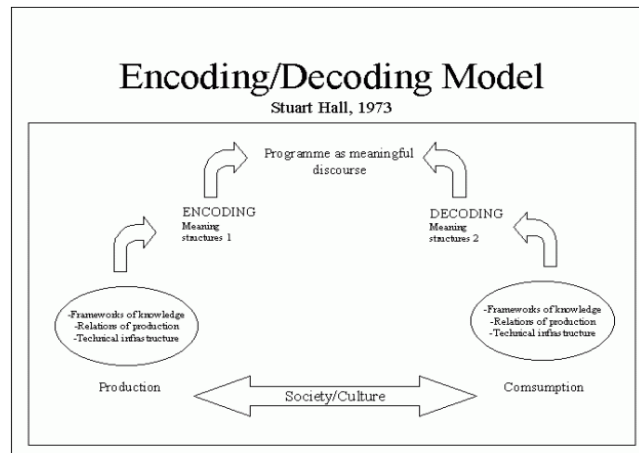 Encoding/Decoding Model
Stuart Hall, 1973
Programme as meaningful
discourse
ENCODING
Meaning
structures 1
DECODING
Meaning
structures 2
-Frameworks of knowledge
-Relations of production
-Technical infrastructure
-Frameworks of knowledge
-Relations of production
-Technical infrastructure
Production
Society/Culture
Comsumption